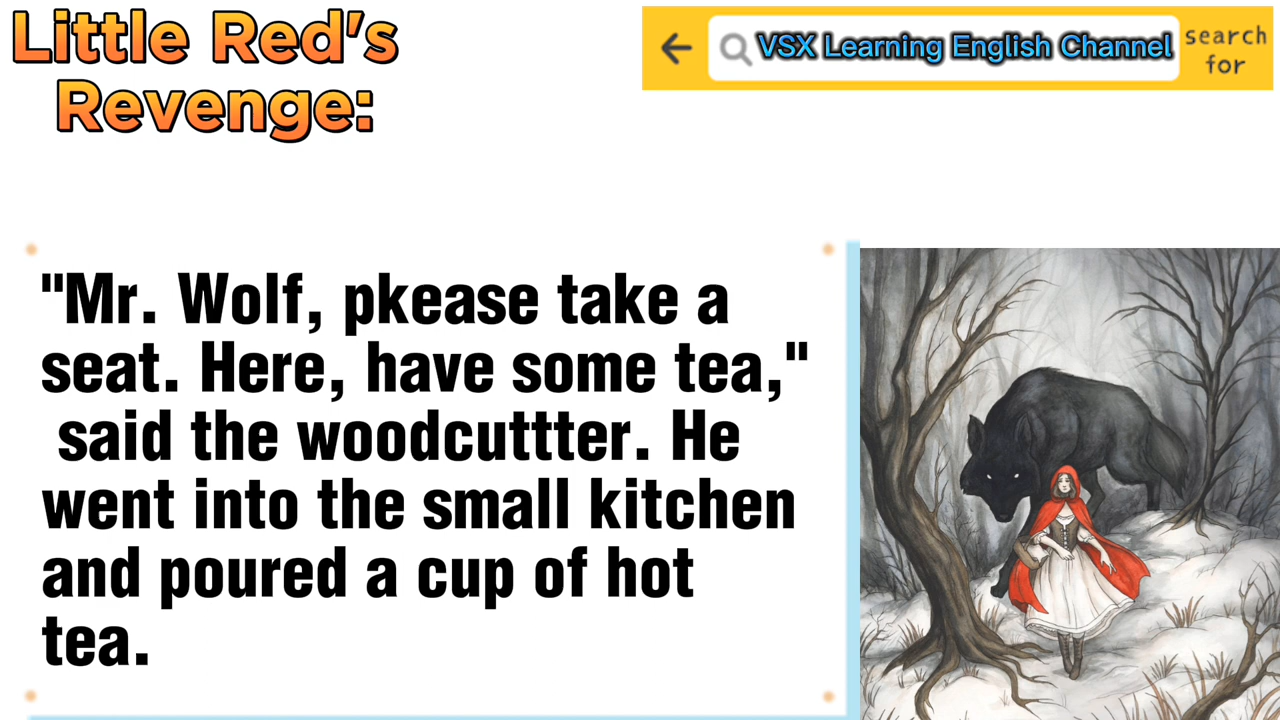 Little Red's
Revenge:
VSX Learning English Channel
search
for
"Mr. Wolf, pkease take a
seat. Here, have some tea,"
said the woodcuttter. He
went into the small kitchen
and poured a cup of hot
tea.